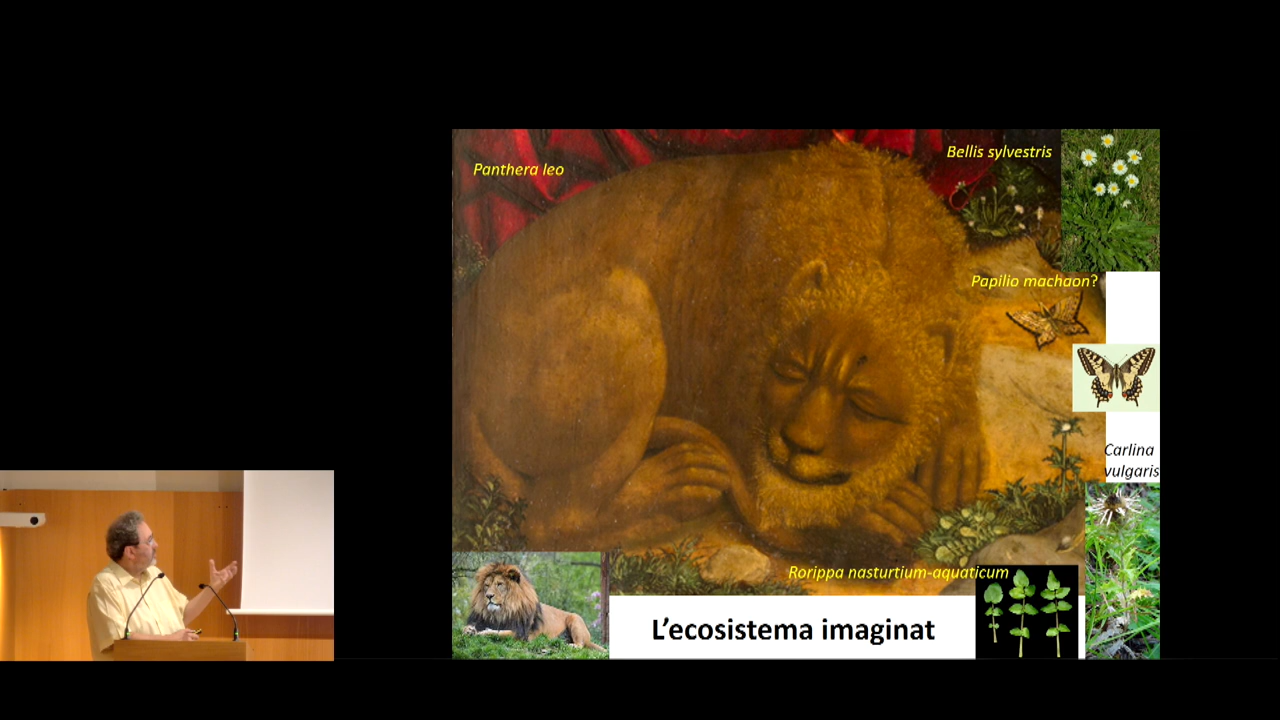 Panthera leo
Bellis sylvestris
Papilio machaon?
Carlina
vulgaris
Rorippa nasturtium-aquaticum
L'ecosistema imaginat